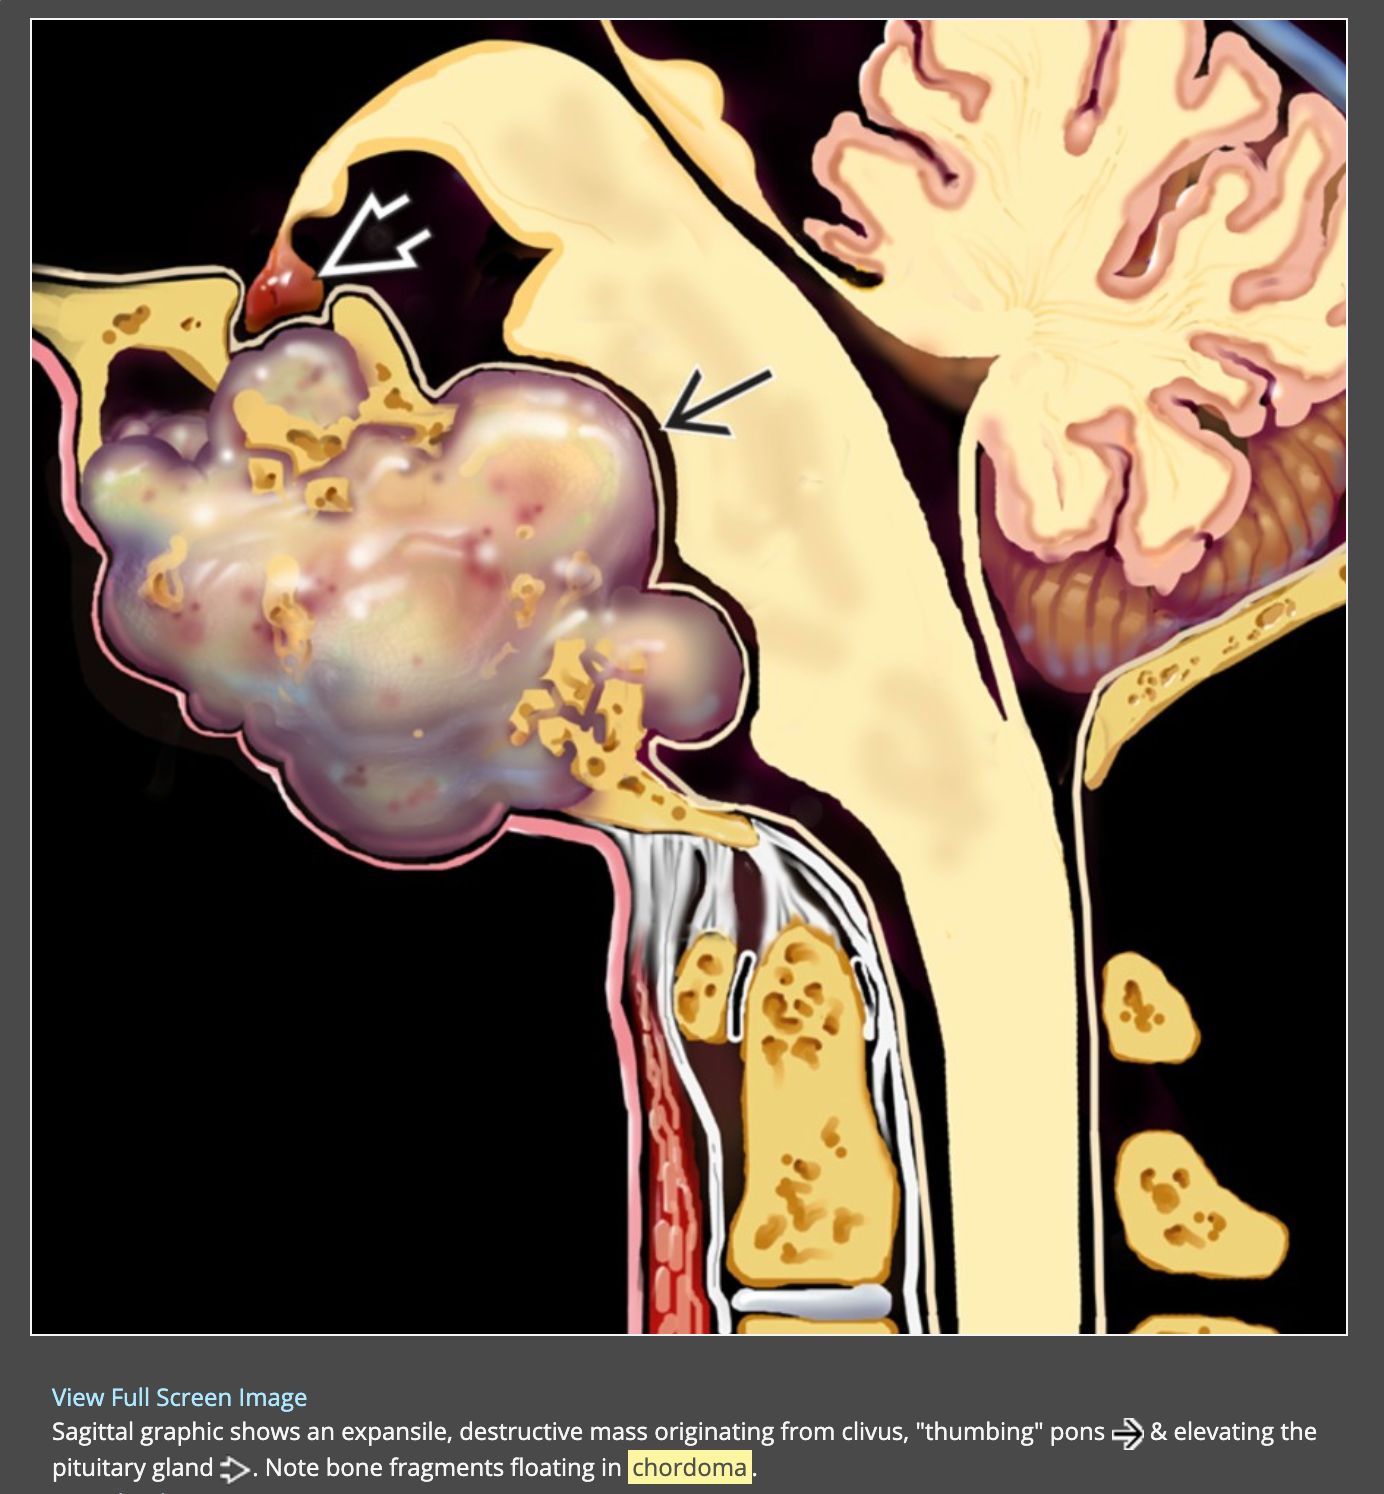 View Full Screen Image
Sagittal graphic shows an expansile, destructive mass originating from clivus, "thumbing" pons & elevating the
pituitary gland . Note bone fragments floating in chordoma.